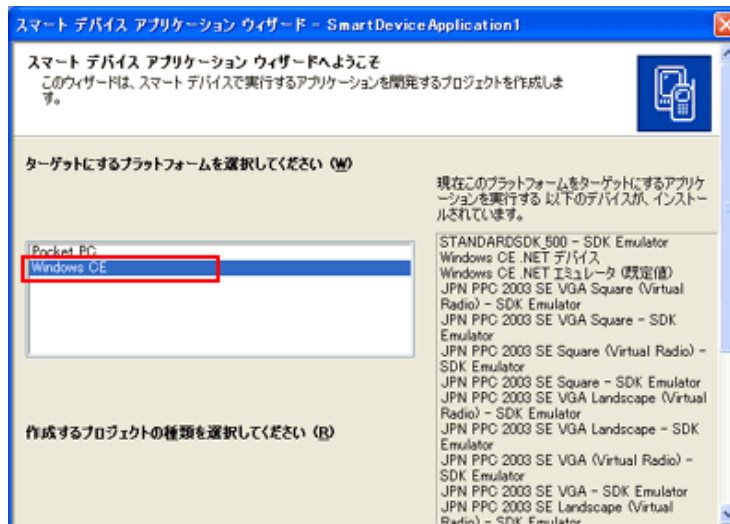 スマート デバイス アプリケーション ウィザード - SmartDeviceApplication1
スマート デバイス アプリケーション ウィザードへようこそ
このウィザードは、スマート デバイスで実行するアプリケーションを開発するプロジェクトを作成しま
す。
ターゲットにするプラットフォームを選択してください (W)
Pocket PC
Windows CE
作成するプロジェクトの種類を選択してください (R)
現在このプラットフォームをターゲットにするアプリケ
ーションを実行する 以下のデバイスが、インストー
ルされています。
STANDARDSDK_500 - SDK Emulator
Windows CE .NET デバイス
Windows CE .NET エミュレータ (既定値)
JPN PPC 2003 SE VGA Square (Virtual
Radio) - SDK Emulator
JPN PPC 2003 SE VGA Square - SDK
Emulator
JPN PPC 2003 SE Square (Virtual Radio) -
SDK Emulator
JPN PPC 2003 SE Square - SDK Emulator
JPN PPC 2003 SE VGA Landscape (Virtual
Radio) - SDK Emulator
JPN PPC 2003 SE VGA Landscape - SDK
Emulator
JPN PPC 2003 SE VGA (Virtual Radio) -
SDK Emulator
JPN PPC 2003 SE VGA - SDK Emulator
JPN PPC 2003 SE Landscape (Virtual
Radio) - SDK Emulator